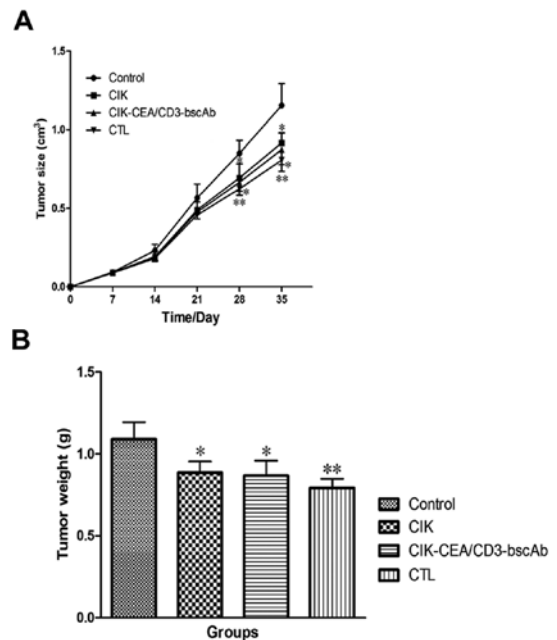 A
1.5
Control
CIK
CIK-CEA/CD3-bscAb
CTL
1.0
0.5
0.0
Tumor size (cm³)
0 7 14 21 28 35
Time/Day
*
*
**
*
*
**
B
1.5
1.0
0.5
0.0
Tumor weight (g)
* * **
Control
CIK
CIK-CEA/CD3-bscAb
CTL
Groups